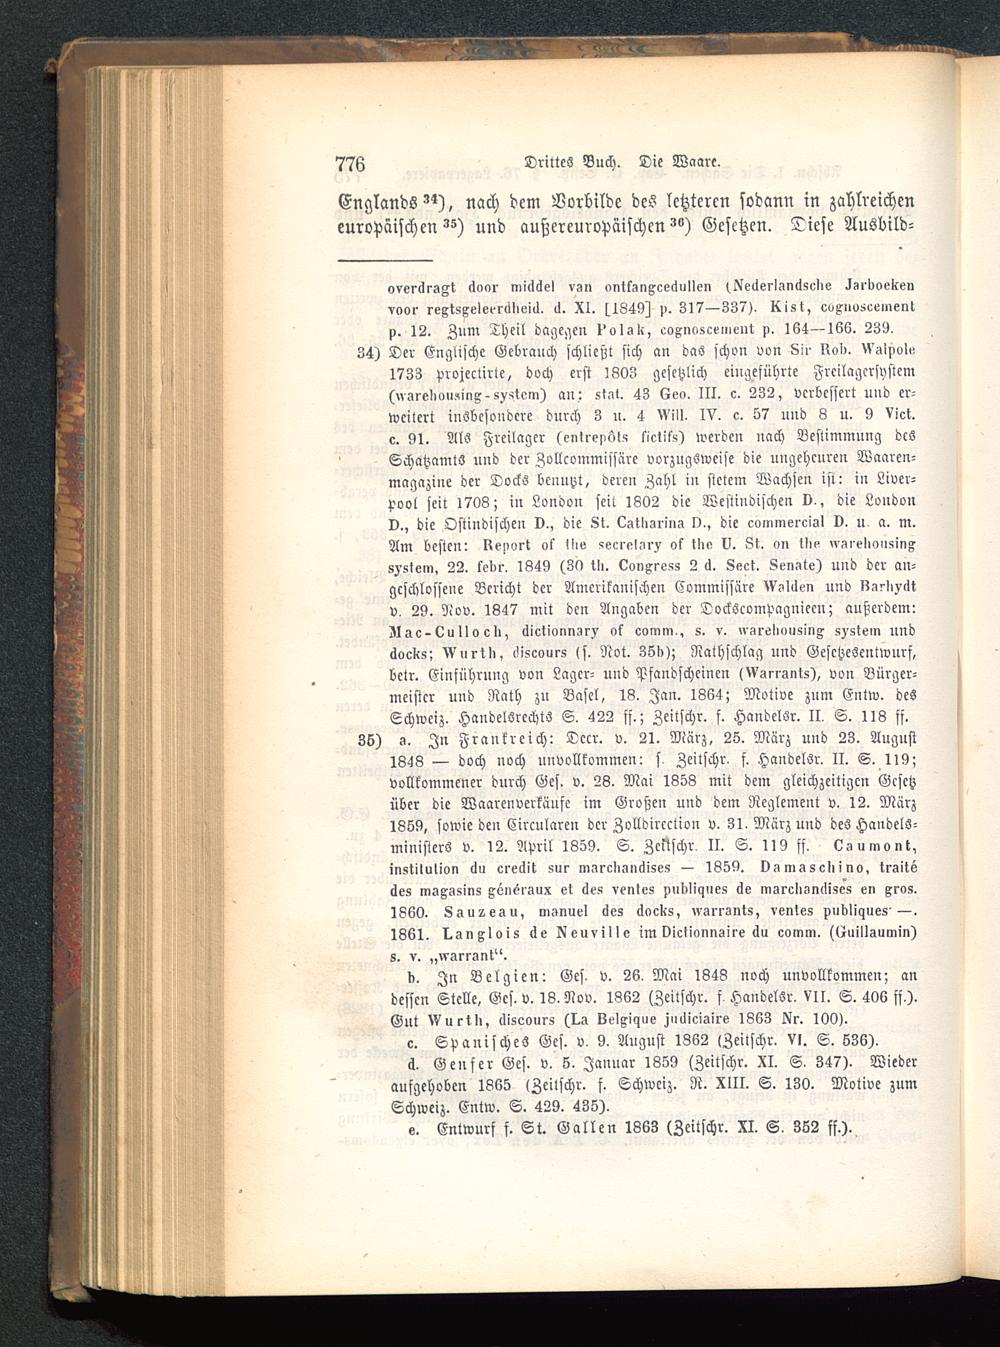 776 Drittes Buch. Die Waare.
Englands ³⁴), nach dem Vorbilde des letzteren sodann in zahlreichen
europäischen ³⁵) und außereuropäischen ³⁶) Gesetzen. Diese Ausbild-
overdragt door middel van ontfangcedullen (Nederlandsche Jarboeken
voor regtsgeleerdheid. d. XI. [1849] p. 317—337). Kist, cognoscement
p. 12. Zum Theil dagegen Polak, cognoscement p. 164—166. 239.
34) Der Englische Gebrauch schließt sich an das schon von Sir Rob. Walpole
1733 projectirte, doch erst 1803 gesetzlich eingeführte Freilagersystem
(warehousing-system) an: stat. 43 Geo. III. c. 232, verbessert und er-
weitert insbesondere durch 3 u. 4 Will. IV. c. 57 und 8 u. 9 Vict.
c. 91. Als Freilager (entrepôts fictifs) werden nach Bestimmung des
Schatzamts und der Zollcommissäre vorzugsweise die ungeheuren Waaren-
magazine der Docks benutzt, deren Zahl in stetem Wachsen ist: in Liver-
pool seit 1708; in London seit 1802 die Westindischen D., die London
D., die Ostindischen D., die St. Catharina D., die commercial D. u. a. m.
Am besten: Report of the secretary of the U. St. on the warehousing
system, 22. febr. 1849 (30 th. Congress 2 d. Sect. Senate) und der an-
geschlossene Bericht der Amerikanischen Commissäre Walden und Barhydt
v. 29. Nov. 1847 mit den Angaben der Dockscompagnieen; außerdem:
Mac-Culloch, dictionnary of comm., s. v. warehousing system und
docks; Wurth, discours (s. Not. 35b); Rathschlag und Gesetzesentwurf,
betr. Einführung von Lager- und Pfandscheinen (Warrants), von Bürger-
meister und Rath zu Basel, 18. Jan. 1864; Motive zum Entw. des
Schweiz. Handelsrechts S. 422 ff.; Zeitschr. f. Handelsr. II. S. 118 ff.
35) a. In Frankreich: Decr. v. 21. März, 25. März und 23. August
1848 — doch noch unvollkommen: s. Zeitschr. f. Handelsr. II. S. 119;
vollkommener durch Ges. v. 28. Mai 1858 mit dem gleichzeitigen Gesetz
über die Waarenverkäufe im Großen und dem Reglement v. 12. März
1859, sowie den Circularen der Zolldirection v. 31. März und des Handels-
ministers v. 12. April 1859. S. Zeitschr. II. S. 119 ff. Caumont,
institution du credit sur marchandises — 1859. Damaschino, traité
des magasins généraux et des ventes publiques de marchandises en gros.
1860. Sauzeau, manuel des docks, warrants, ventes publiques —.
1861. Langlois de Neuville im Dictionnaire du comm. (Guillaumin)
s. v. „warrant“.
b. In Belgien: Ges. v. 26. Mai 1848 noch unvollkommen; an
dessen Stelle, Ges. v. 18. Nov. 1862 (Zeitschr. f. Handelsr. VII. S. 406 ff.).
Gut Wurth, discours (La Belgique judiciaire 1863 Nr. 100).
c. Spanisches Ges. v. 9. August 1862 (Zeitschr. VI. S. 536).
d. Genfer Ges. v. 5. Januar 1859 (Zeitschr. XI. S. 347). Wieder
aufgehoben 1865 (Zeitschr. f. Schweiz. R. XIII. S. 130. Motive zum
Schweiz. Entw. S. 429. 435).
e. Entwurf f. St. Gallen 1863 (Zeitschr. XI. S. 352 ff.).